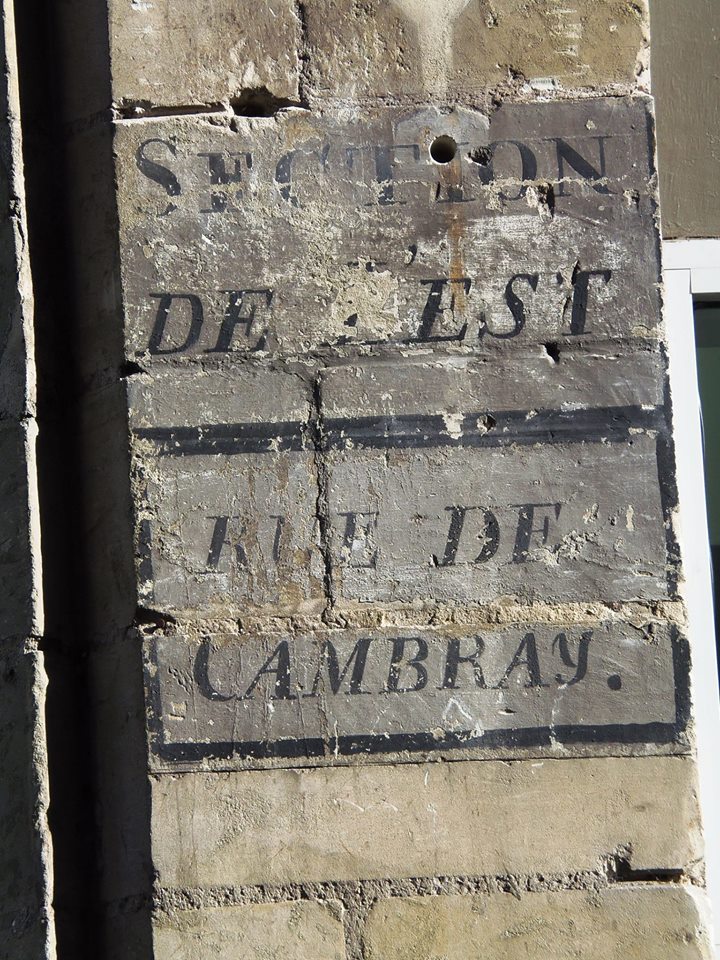 SECTION
DE L'EST
RUE DE
CAMBRAY.